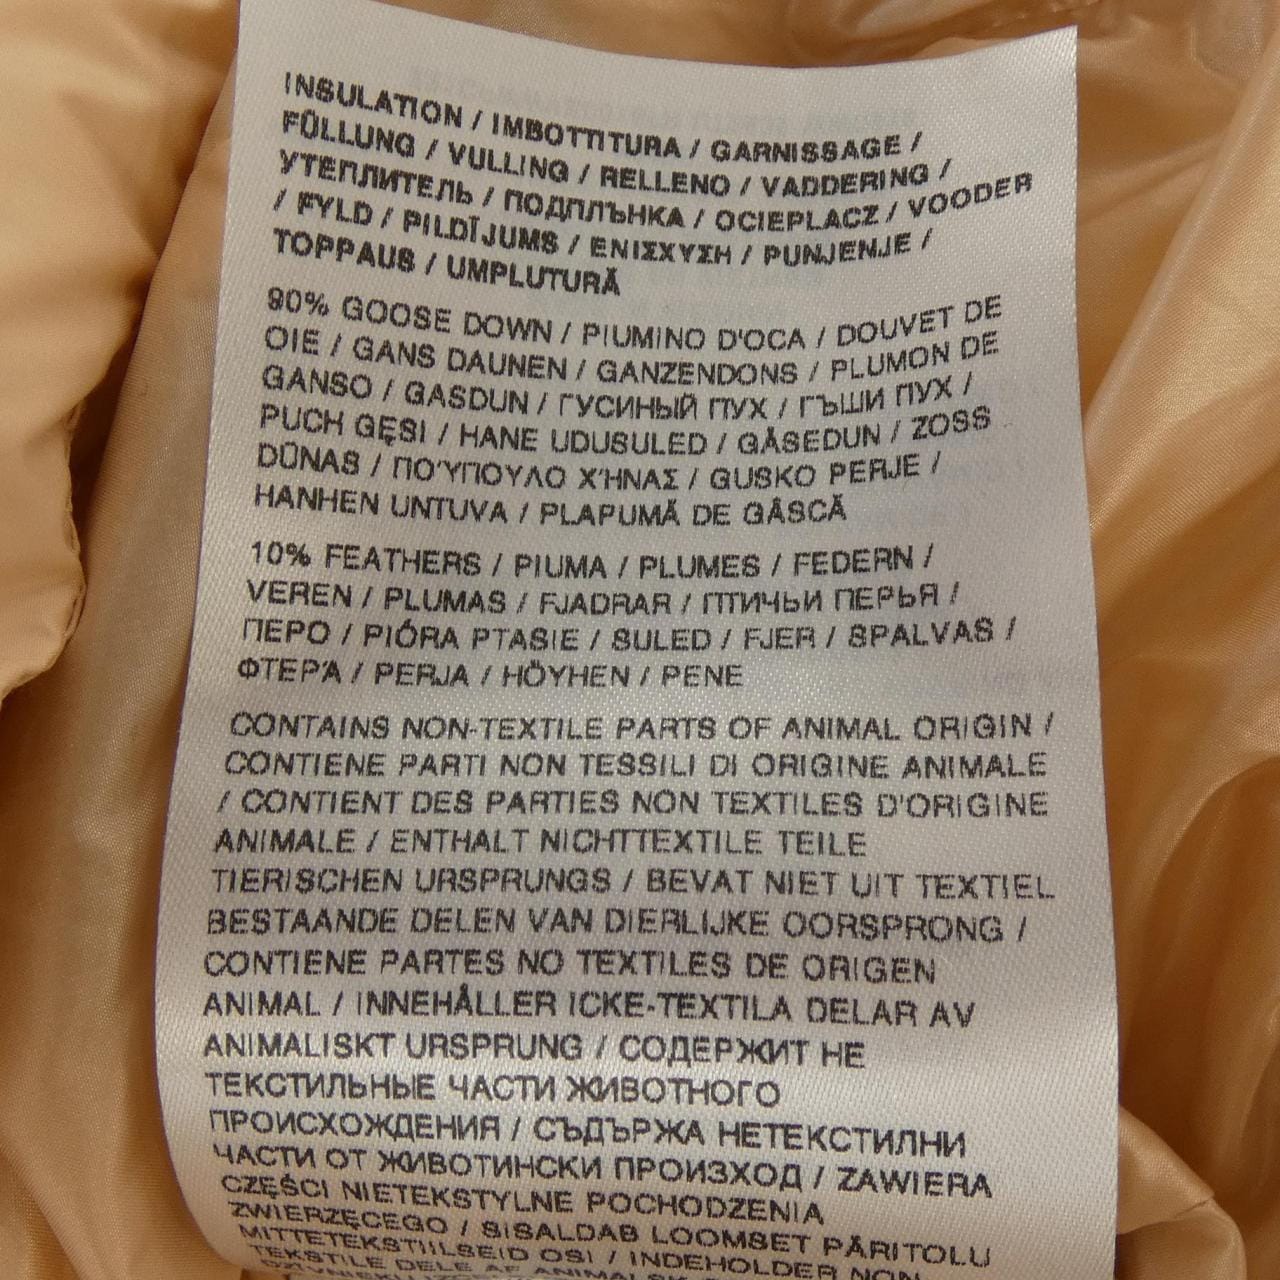 INSULATION / IMBOTTITURA / GARNISSAGE /
FÜLLUNG / VULLING / RELLENO / VADDERING /
УТЕПЛИТЕЛЬ / ПОДПЛЪНКА / OCIEPLACZ / VOODER
/ FYLD / PILDĪJUMS / ΕΝΙΣΧΥΣΗ / PUNJENJE /
TOPPAUS / UMPLUTURĂ
90% GOOSE DOWN / PIUMINO D'OCA / DOUVET DE
OIE / GANS DAUNEN / GANZENDONS / PLUMON DE
GANSO / GASDUN / ГУСИНЫЙ ПУХ / ГЪШИ ПУХ /
PUCH GĘSI / HANE UDUSULED / GÅSEDUN / ZOSS
DŪNAS / ΠΟΎΠΟΥΛΟ ΧΉΝΑΣ / GUSKO PERJE /
HANHEN UNTUVA / PLAPUMĂ DE GÂSCĂ
10% FEATHERS / PIUMA / PLUMES / FEDERN /
VEREN / PLUMAS / FJADRAR / ПТИЧЬИ ПЕРЬЯ /
ПЕРО / PIÓRA PTASIE / SULED / FJER / SPALVAS /
ΦΤΕΡΆ / PERJA / HÖYHEN / PENE
CONTAINS NON-TEXTILE PARTS OF ANIMAL ORIGIN /
CONTIENE PARTI NON TESSILI DI ORIGINE ANIMALE
/ CONTIENT DES PARTIES NON TEXTILES D'ORIGINE
ANIMALE / ENTHALT NICHTTEXTILE TEILE
TIERISCHEN URSPRUNGS / BEVAT NIET UIT TEXTIEL
BESTAANDE DELEN VAN DIERLIJKE OORSPRONG /
CONTIENE PARTES NO TEXTILES DE ORIGEN
ANIMAL / INNEHÅLLER ICKE-TEXTILA DELAR AV
ANIMALISKT URSPRUNG / СОДЕРЖИТ НЕ
ТЕКСТИЛЬНЫЕ ЧАСТИ ЖИВОТНОГО
ПРОИСХОЖДЕНИЯ / СЪДЪРЖА НЕТЕКСТИЛНИ
ЧАСТИ ОТ ЖИВОТИНСКИ ПРОИЗХОД / ZAWIERA
CZĘŚCI NIETEKSTYLNE POCHODZENIA
ZWIERZĘCEGO / SISALDAB LOOMSET PÄRITOLU
MITTETEKSTIILSEID OSI / INDEHOLDER NON
TEKSTILE DELE AF